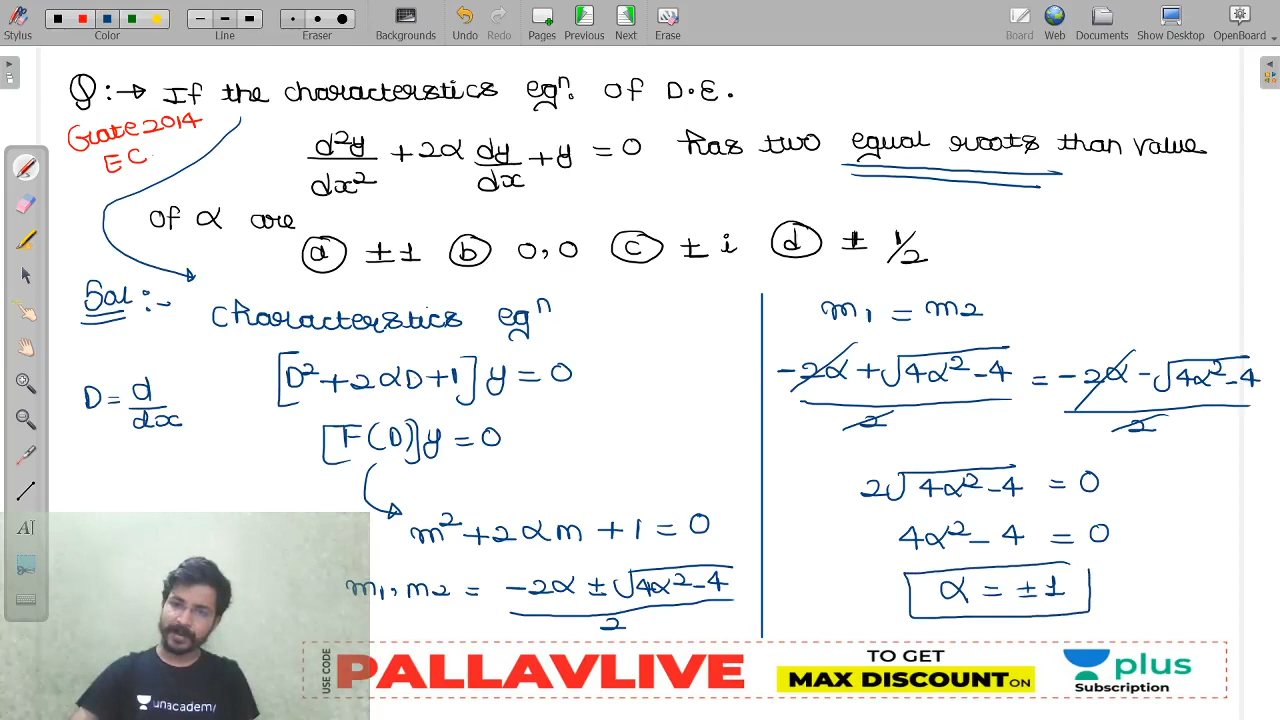 Stylus Color Line Eraser Backgrounds Undo Redo Pages Previous Next Erase Board Web Documents Show Desktop OpenBoard
Q:→ If the characterstics eqn. of D.E.
Gate 2014
EC.
d²y/dx² + 2α dy/dx + y = 0 has two equal roots than value
of α are
ⓐ ±1 ⓑ 0,0 ⓒ ± i ⓓ ± 1/2
Sol :-
characterstics eqn
[D² + 2αD + 1] y = 0
D = d/dx
[F(D)] y = 0
m² + 2αm + 1 = 0
m1, m2 = (-2α ± √(4α² - 4))/2
m1 = m2
(-2α + √(4α² - 4))/2 = (-2α - √(4α² - 4))/2
2√(4α² - 4) = 0
4α² - 4 = 0
α = ±1
unacademy
USE CODE
PALLAVLIVE
TO GET
MAX DISCOUNT ON
plus
Subscription